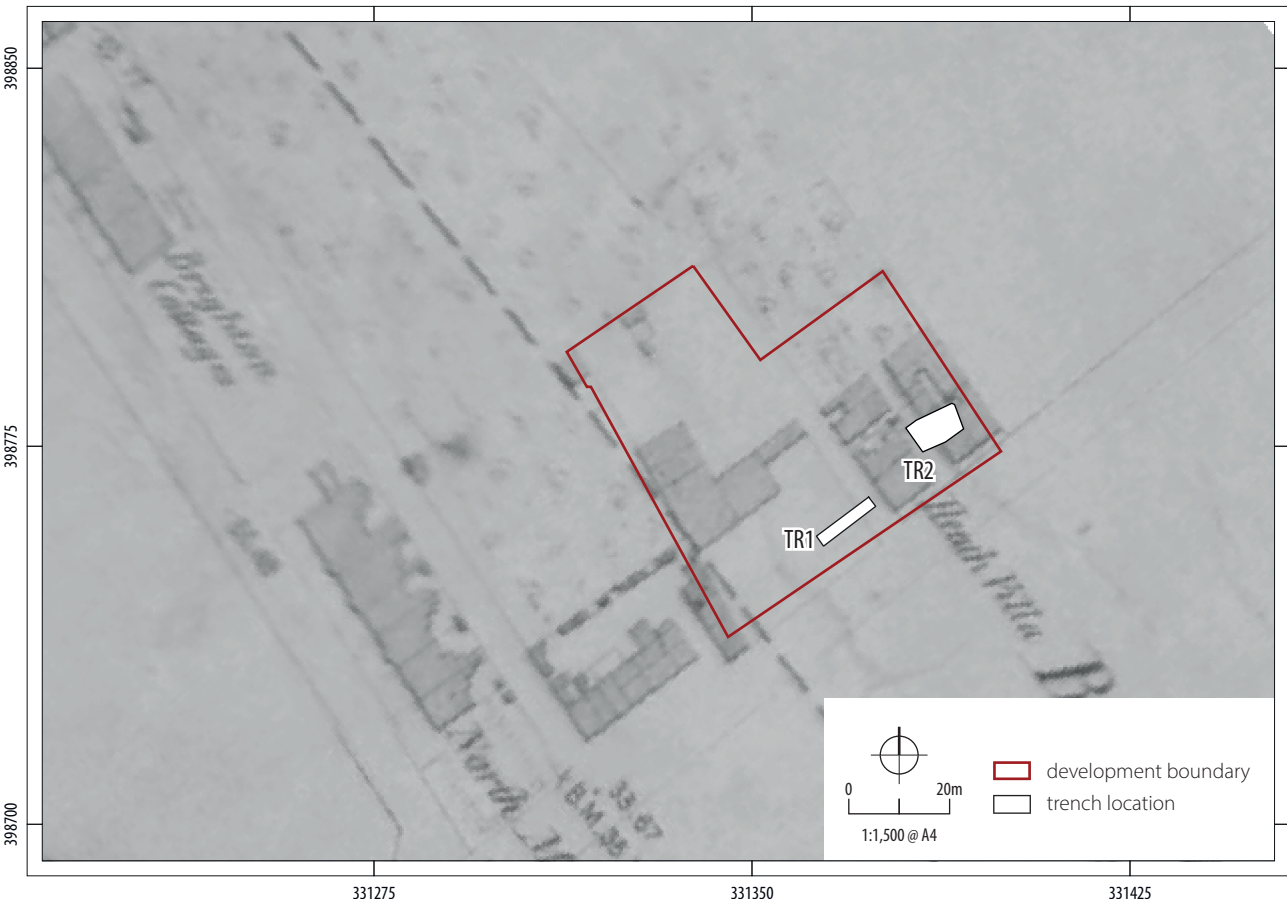 398850
398775
398700
Brighton
Cottages
TR2
TR1
Heath Villa
B
North
B.M. 35
33·67
development boundary
trench location
0
20m
1:1,500 @ A4
331275
331350
331425